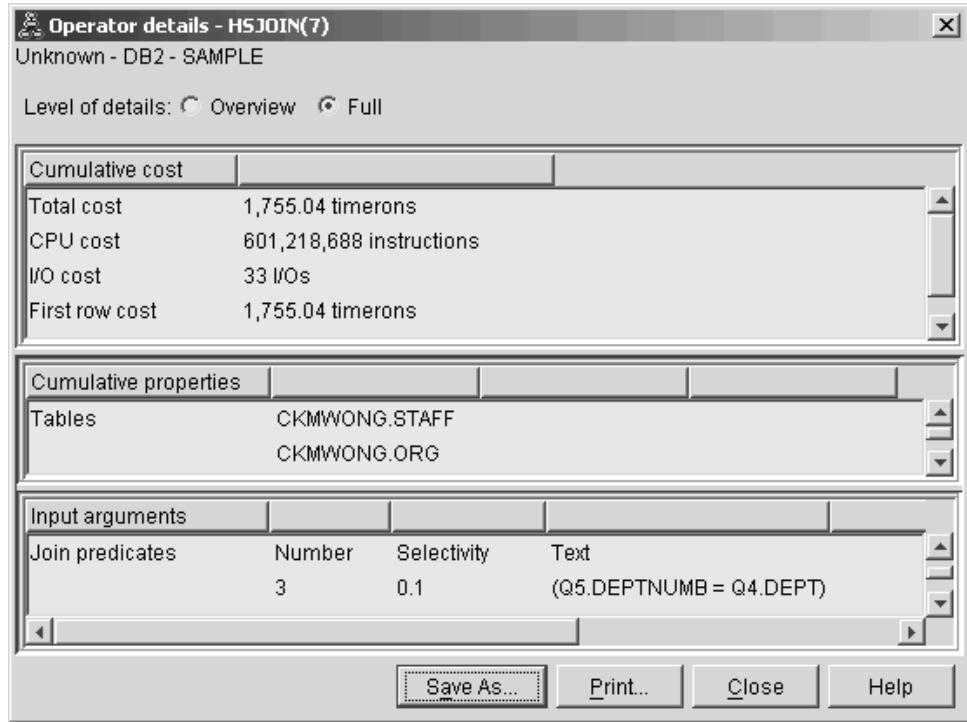 Operator details - HSJOIN(7)
Unknown - DB2 - SAMPLE
Level of details: Overview Full
Cumulative cost
Total cost 1,755.04 timerons
CPU cost 601,218,688 instructions
I/O cost 33 I/Os
First row cost 1,755.04 timerons
Cumulative properties
Tables CKMWONG.STAFF
CKMWONG.ORG
Input arguments
Join predicates Number Selectivity Text
3 0.1 (Q5.DEPTNUMB = Q4.DEPT)
Save As... Print... Close Help